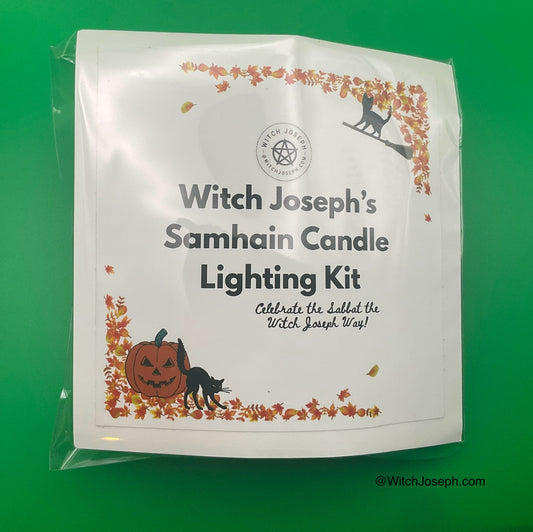 WITCH JOSEPH
@WITCHJOSEPH.COM
Witch Joseph's
Samhain Candle
Lighting Kit
Celebrate the Sabbat the
Witch Joseph Way!
@WitchJoseph.com